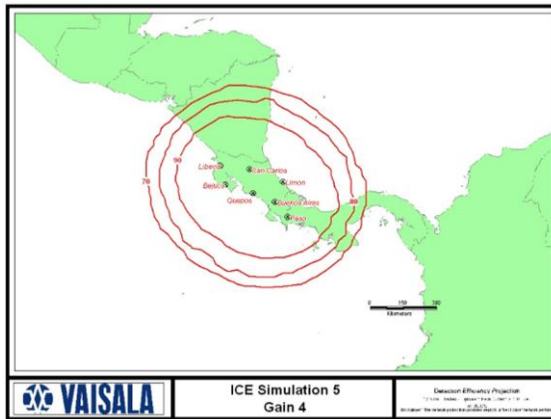 70
90
80
Liberia
San Carlos
Bejuco
Limon
Quepos
Buenos Aires
Paso
0 150 300
Kilometers
VAISALA
ICE Simulation 5
Gain 4
Detection Efficiency Projection